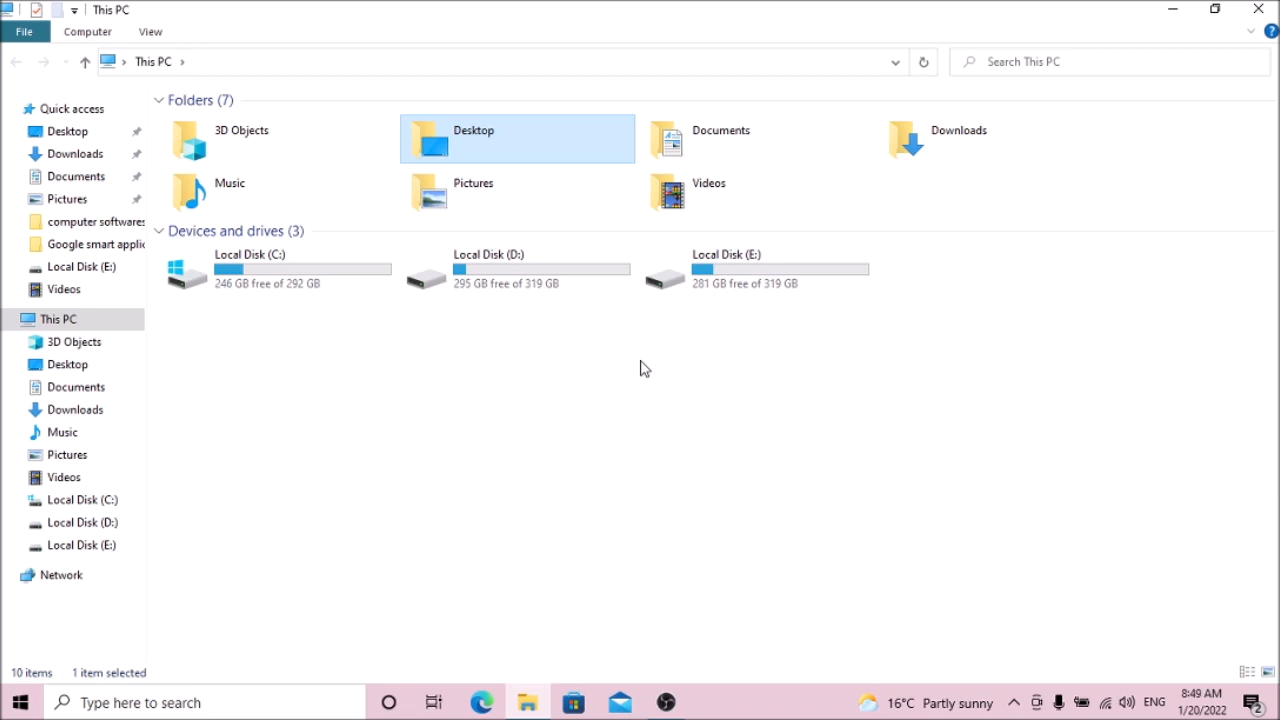 This PC
File Computer View
This PC
Search This PC
Quick access
Desktop
Downloads
Documents
Pictures
computer softwares
Google smart applic
Local Disk (E:)
Videos
This PC
3D Objects
Desktop
Documents
Downloads
Music
Pictures
Videos
Local Disk (C:)
Local Disk (D:)
Local Disk (E:)
Network
Folders (7)
3D Objects
Desktop
Documents
Downloads
Music
Pictures
Videos
Devices and drives (3)
Local Disk (C:)
246 GB free of 292 GB
Local Disk (D:)
295 GB free of 319 GB
Local Disk (E:)
281 GB free of 319 GB
10 items 1 item selected
Type here to search
16°C Partly sunny
ENG
8:49 AM
1/20/2022
2